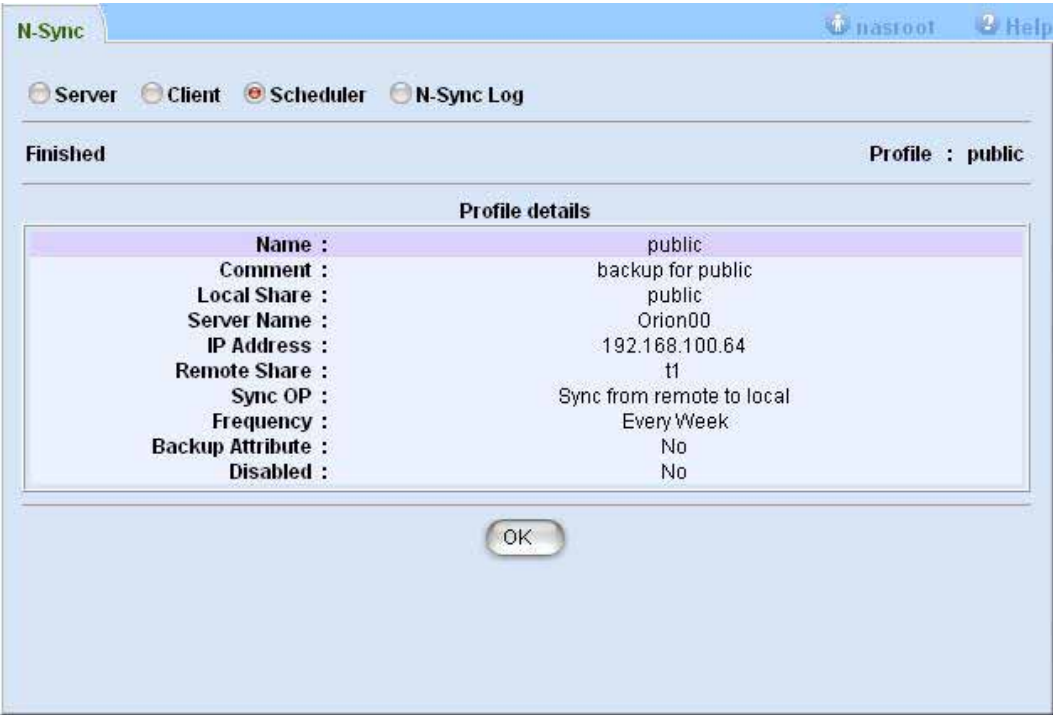 N-Sync nasroot Help
Server Client Scheduler N-Sync Log
Finished Profile : public
Profile details
Name : public
Comment : backup for public
Local Share : public
Server Name : Orion00
IP Address : 192.168.100.64
Remote Share : t1
Sync OP : Sync from remote to local
Frequency : Every Week
Backup Attribute : No
Disabled : No
OK